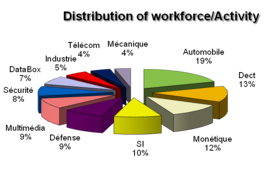 Distribution of workforce/Activity
Télécom
4%
Mécanique
4%
Automobile
19%
Industrie
5%
DataBox
7%
Dect
13%
Sécurité
8%
Multimédia
9%
Défense
9%
SI
10%
Monétique
12%